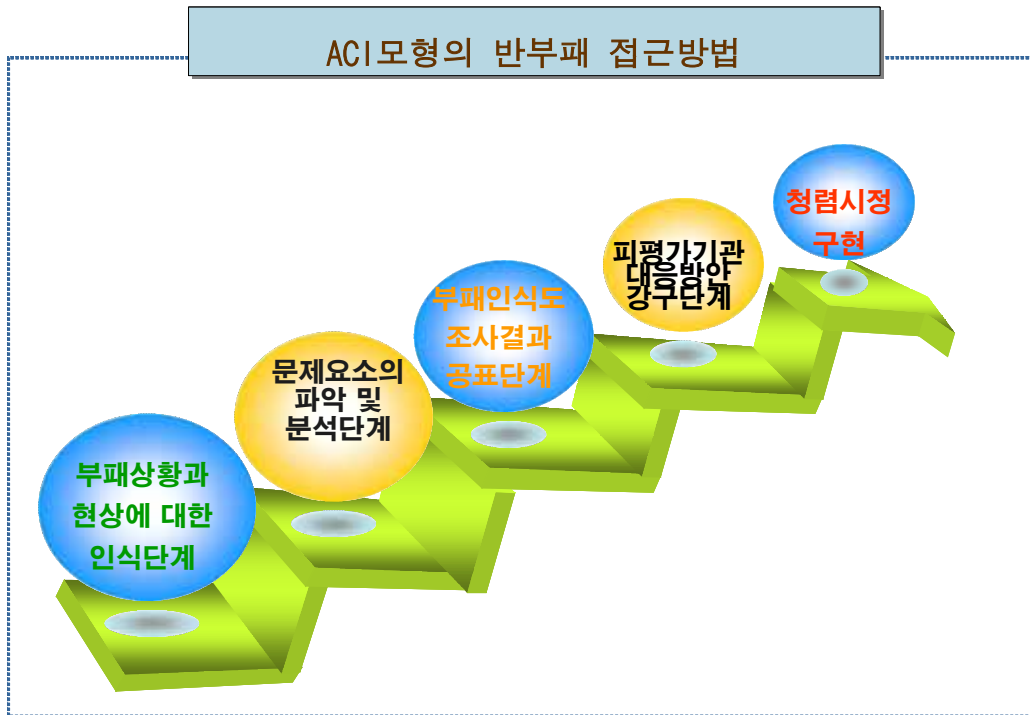 ACI모형의 반부패 접근방법
부패상황과
현상에 대한
인식단계
문제요소의
파악 및
분석단계
부패인식도
조사결과
공표단계
피평가기관
대응방안
강구단계
청렴시정
구현